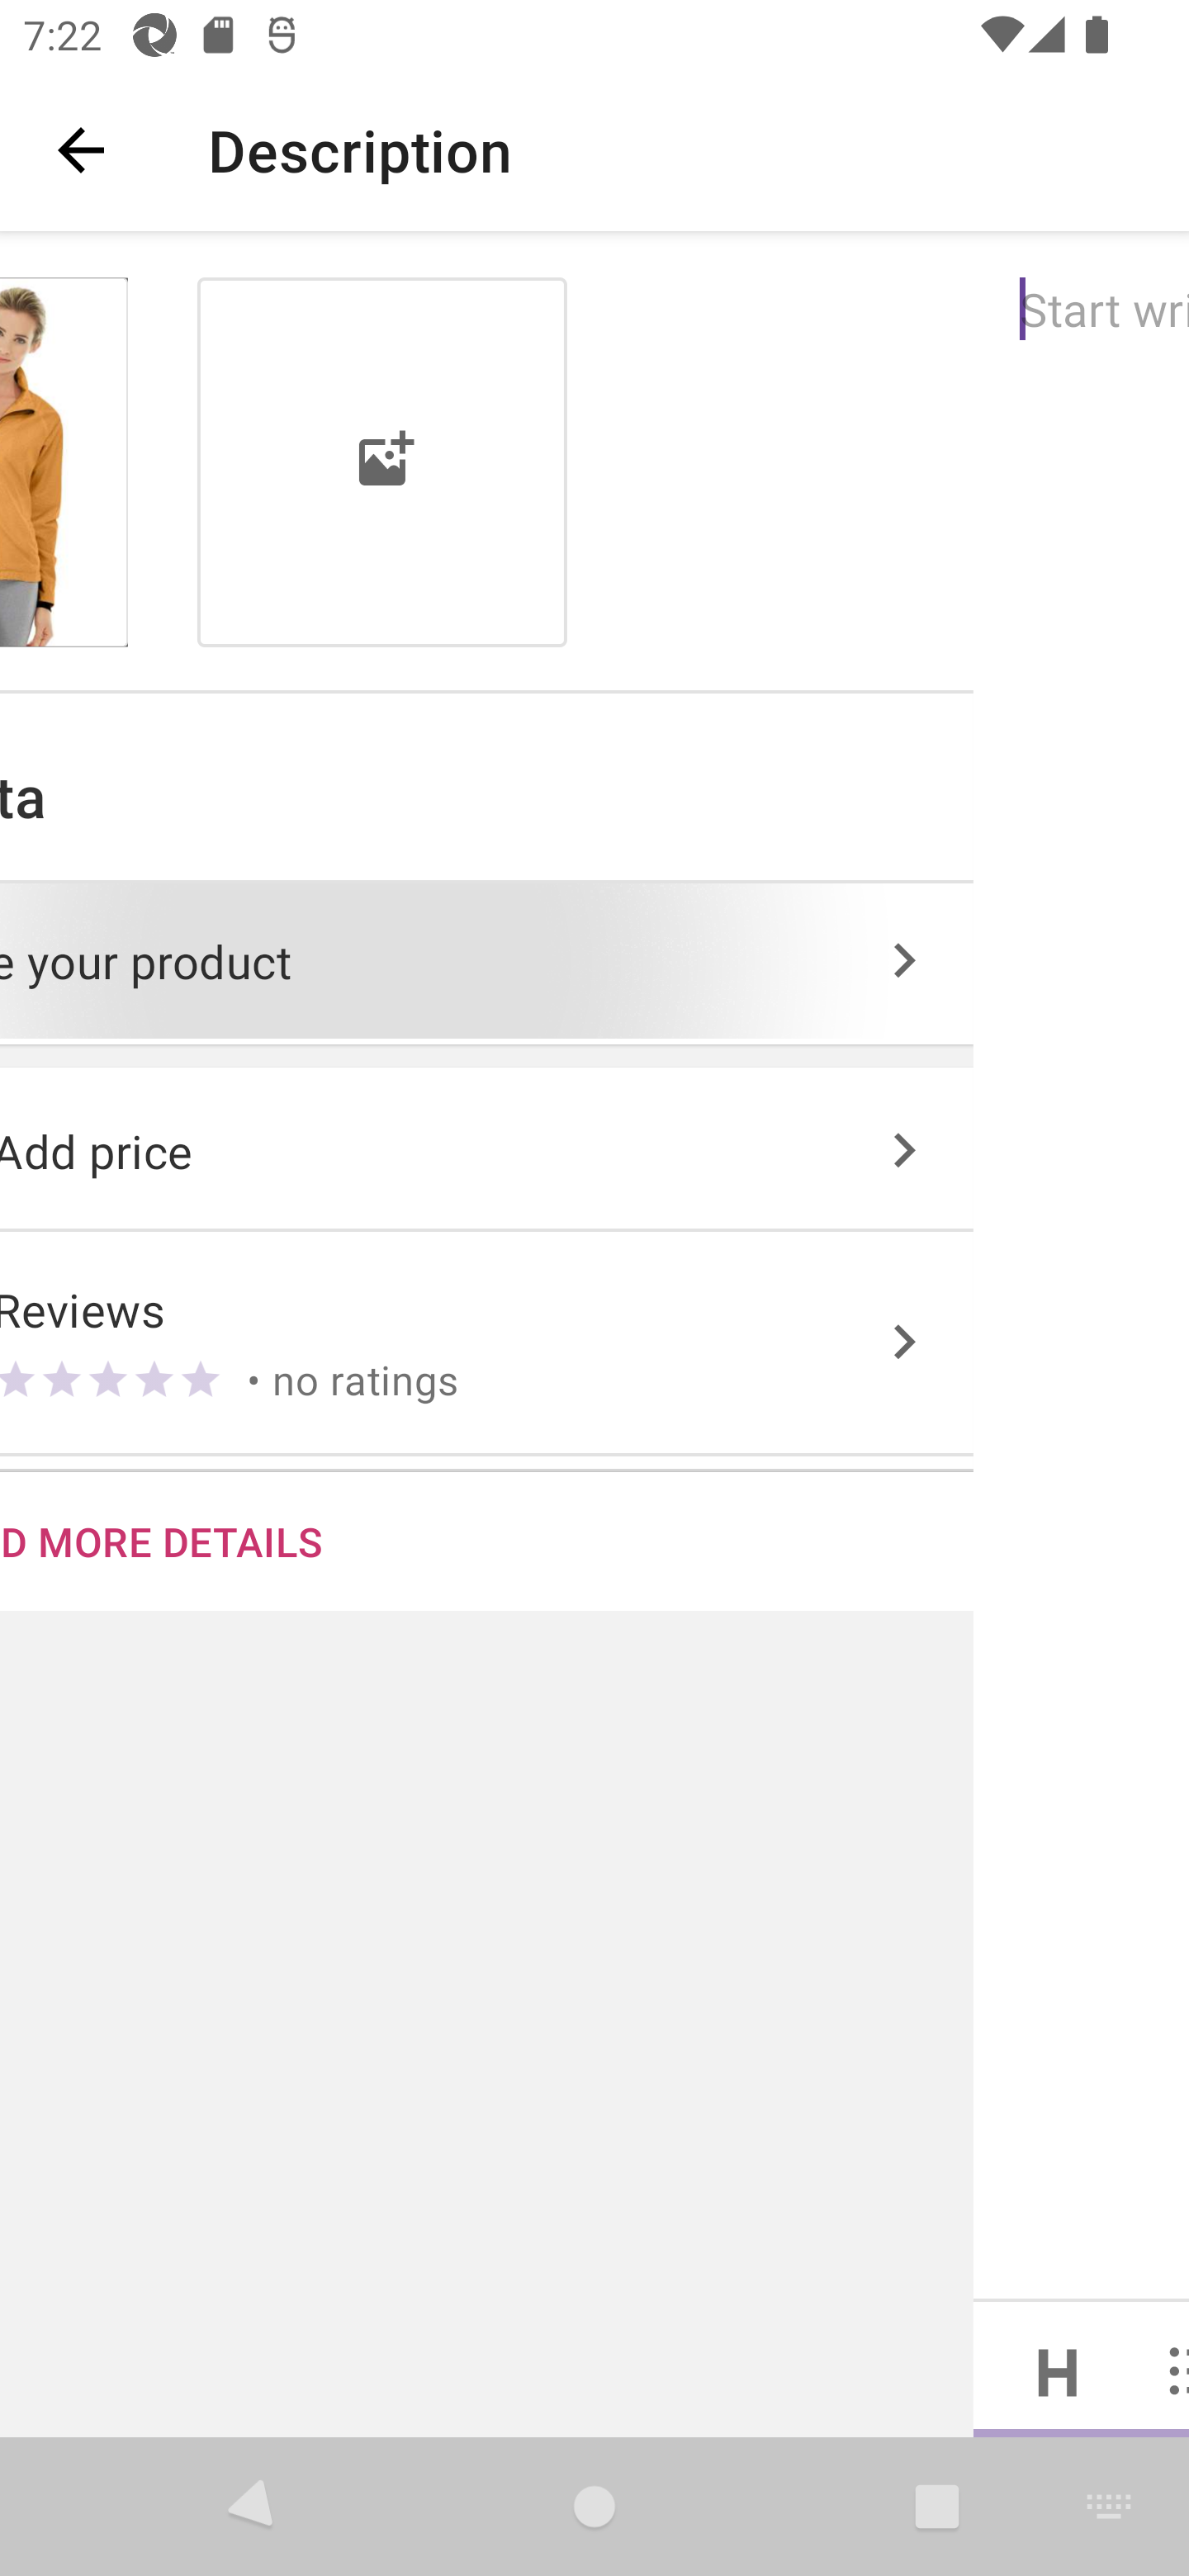 7:22
Description
Start wri
ta
e your product
Add price
Reviews
• no ratings
D MORE DETAILS
H